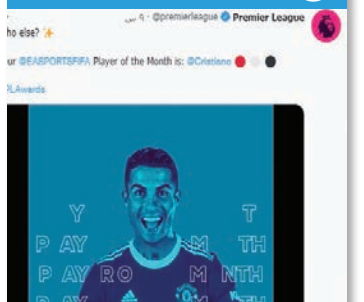 Premier League @premierleague · 9 س
ho else? ✨
ur @EASPORTSFIFA Player of the Month is: @Cristiano 🔴 ⚪ ⚫
PLAwards
Y T
P AY M TH
P AY RO M NTH